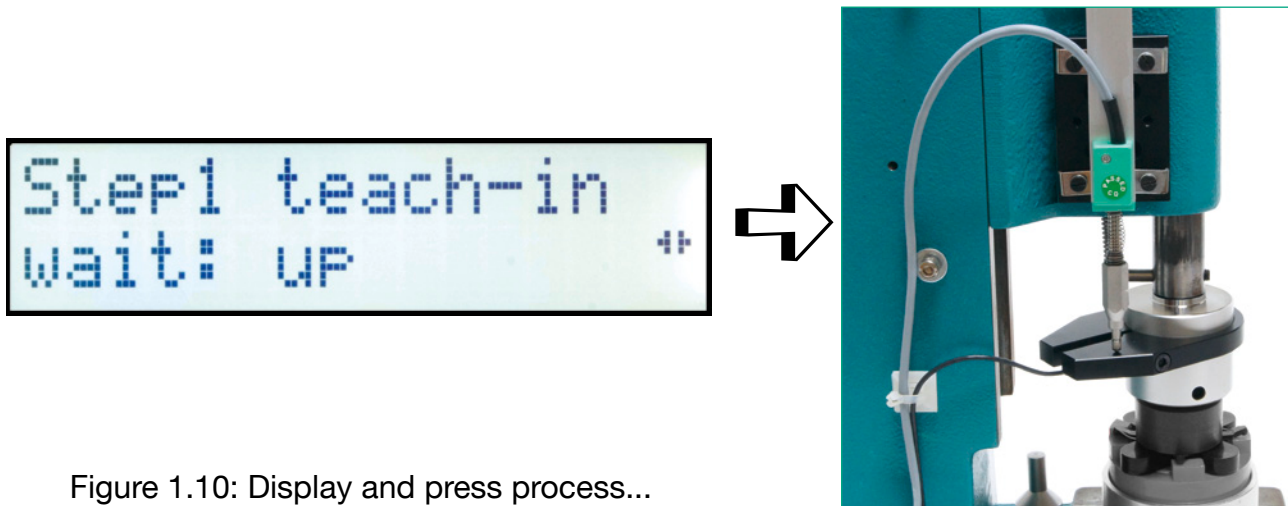 Step1 teach-in
wait: up
Figure 1.10: Display and press process...